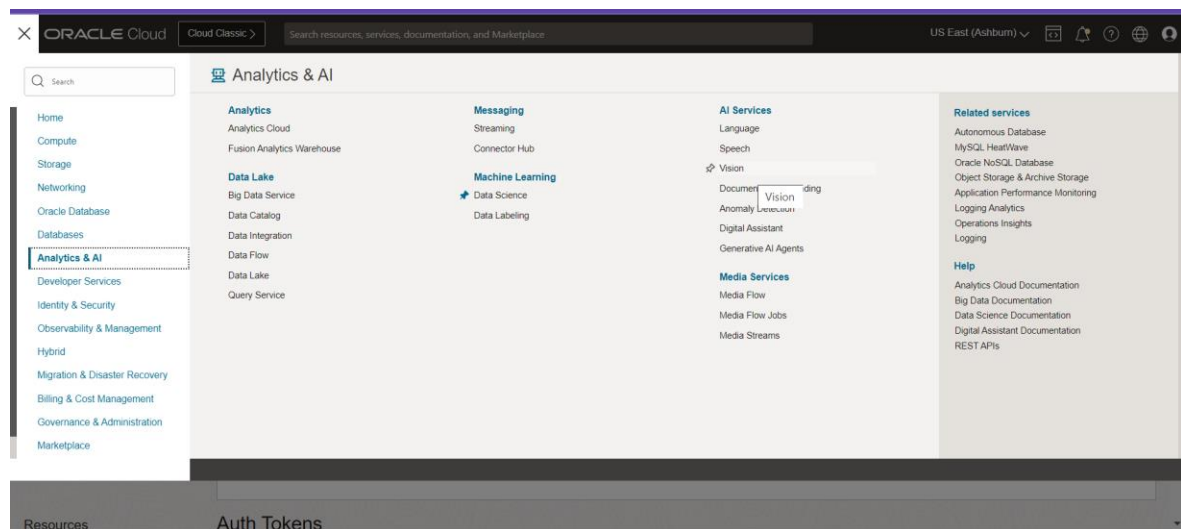 ORACLE Cloud
Cloud Classic >
Search resources, services, documentation, and Marketplace
US East (Ashburn)
Search
Home
Compute
Storage
Networking
Oracle Database
Databases
Analytics & AI
Developer Services
Identity & Security
Observability & Management
Hybrid
Migration & Disaster Recovery
Billing & Cost Management
Governance & Administration
Marketplace
Analytics & AI
Analytics
Analytics Cloud
Fusion Analytics Warehouse
Data Lake
Big Data Service
Data Catalog
Data Integration
Data Flow
Data Lake
Query Service
Messaging
Streaming
Connector Hub
Machine Learning
Data Science
Data Labeling
AI Services
Language
Speech
Vision
Vision
Anomaly Detection
Digital Assistant
Generative AI Agents
Media Services
Media Flow
Media Flow Jobs
Media Streams
Related services
Autonomous Database
MySQL HeatWave
Oracle NoSQL Database
Object Storage & Archive Storage
Application Performance Monitoring
Logging Analytics
Operations Insights
Logging
Help
Analytics Cloud Documentation
Big Data Documentation
Data Science Documentation
Digital Assistant Documentation
REST APIs
Resources
Auth Tokens